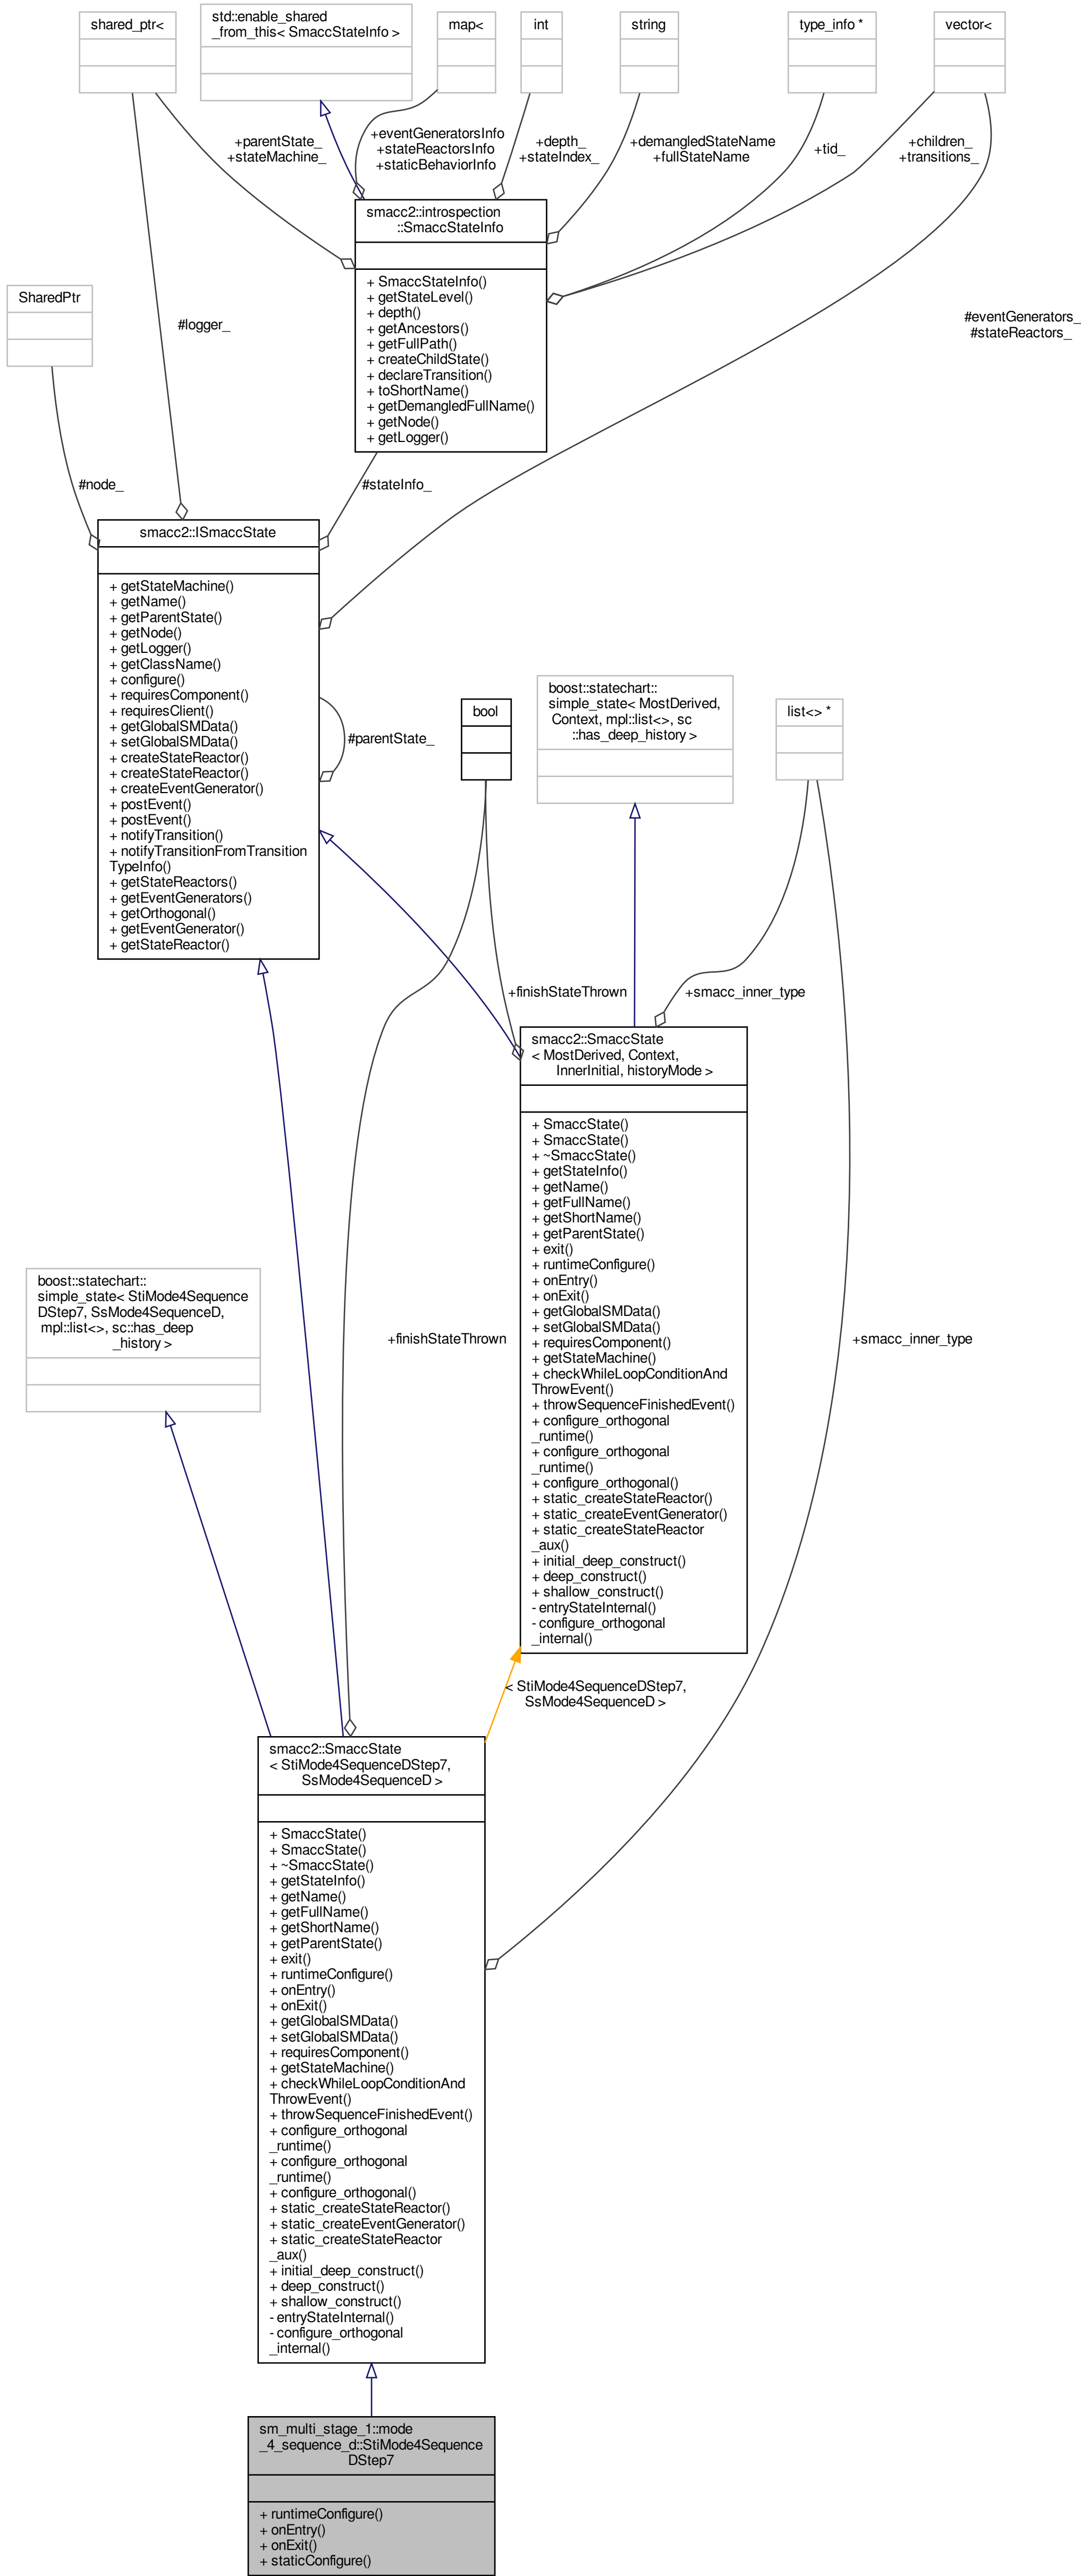 shared_ptr<
std::enable_shared
_from_this< SmaccStateInfo >
map<
int
string
type_info *
vector<
+parentState_
+stateMachine_
+eventGeneratorsInfo
+stateReactorsInfo
+staticBehaviorInfo
+depth_
+stateIndex_
+demangledStateName
+fullStateName
+tid_
+children_
+transitions_
smacc2::introspection
::SmaccStateInfo
+ SmaccStateInfo()
+ getStateLevel()
+ depth()
+ getAncestors()
+ getFullPath()
+ createChildState()
+ declareTransition()
+ toShortName()
+ getDemangledFullName()
+ getNode()
+ getLogger()
SharedPtr
#logger_
#eventGenerators_
#stateReactors_
#node_
#stateInfo_
smacc2::ISmaccState
+ getStateMachine()
+ getName()
+ getParentState()
+ getNode()
+ getLogger()
+ getClassName()
+ configure()
+ requiresComponent()
+ requiresClient()
+ getGlobalSMData()
+ setGlobalSMData()
+ createStateReactor()
+ createStateReactor()
+ createEventGenerator()
+ postEvent()
+ postEvent()
+ notifyTransition()
+ notifyTransitionFromTransition
TypeInfo()
+ getStateReactors()
+ getEventGenerators()
+ getOrthogonal()
+ getEventGenerator()
+ getStateReactor()
#parentState_
bool
boost::statechart::
simple_state< MostDerived,
Context, mpl::list<>, sc
::has_deep_history >
list<> *
+finishStateThrown
+smacc_inner_type
smacc2::SmaccState
< MostDerived, Context,
InnerInitial, historyMode >
+ SmaccState()
+ SmaccState()
+ ~SmaccState()
+ getStateInfo()
+ getName()
+ getFullName()
+ getShortName()
+ getParentState()
+ exit()
+ runtimeConfigure()
+ onEntry()
+ onExit()
+ getGlobalSMData()
+ setGlobalSMData()
+ requiresComponent()
+ getStateMachine()
+ checkWhileLoopConditionAnd
ThrowEvent()
+ throwSequenceFinishedEvent()
+ configure_orthogonal
_runtime()
+ configure_orthogonal
_runtime()
+ configure_orthogonal()
+ static_createStateReactor()
+ static_createEventGenerator()
+ static_createStateReactor
_aux()
+ initial_deep_construct()
+ deep_construct()
+ shallow_construct()
- entryStateInternal()
- configure_orthogonal
_internal()
boost::statechart::
simple_state< StiMode4Sequence
DStep7, SsMode4SequenceD,
mpl::list<>, sc::has_deep
_history >
+finishStateThrown
+smacc_inner_type
< StiMode4SequenceDStep7,
SsMode4SequenceD >
smacc2::SmaccState
< StiMode4SequenceDStep7,
SsMode4SequenceD >
+ SmaccState()
+ SmaccState()
+ ~SmaccState()
+ getStateInfo()
+ getName()
+ getFullName()
+ getShortName()
+ getParentState()
+ exit()
+ runtimeConfigure()
+ onEntry()
+ onExit()
+ getGlobalSMData()
+ setGlobalSMData()
+ requiresComponent()
+ getStateMachine()
+ checkWhileLoopConditionAnd
ThrowEvent()
+ throwSequenceFinishedEvent()
+ configure_orthogonal
_runtime()
+ configure_orthogonal
_runtime()
+ configure_orthogonal()
+ static_createStateReactor()
+ static_createEventGenerator()
+ static_createStateReactor
_aux()
+ initial_deep_construct()
+ deep_construct()
+ shallow_construct()
- entryStateInternal()
- configure_orthogonal
_internal()
sm_multi_stage_1::mode
_4_sequence_d::StiMode4Sequence
DStep7
+ runtimeConfigure()
+ onEntry()
+ onExit()
+ staticConfigure()